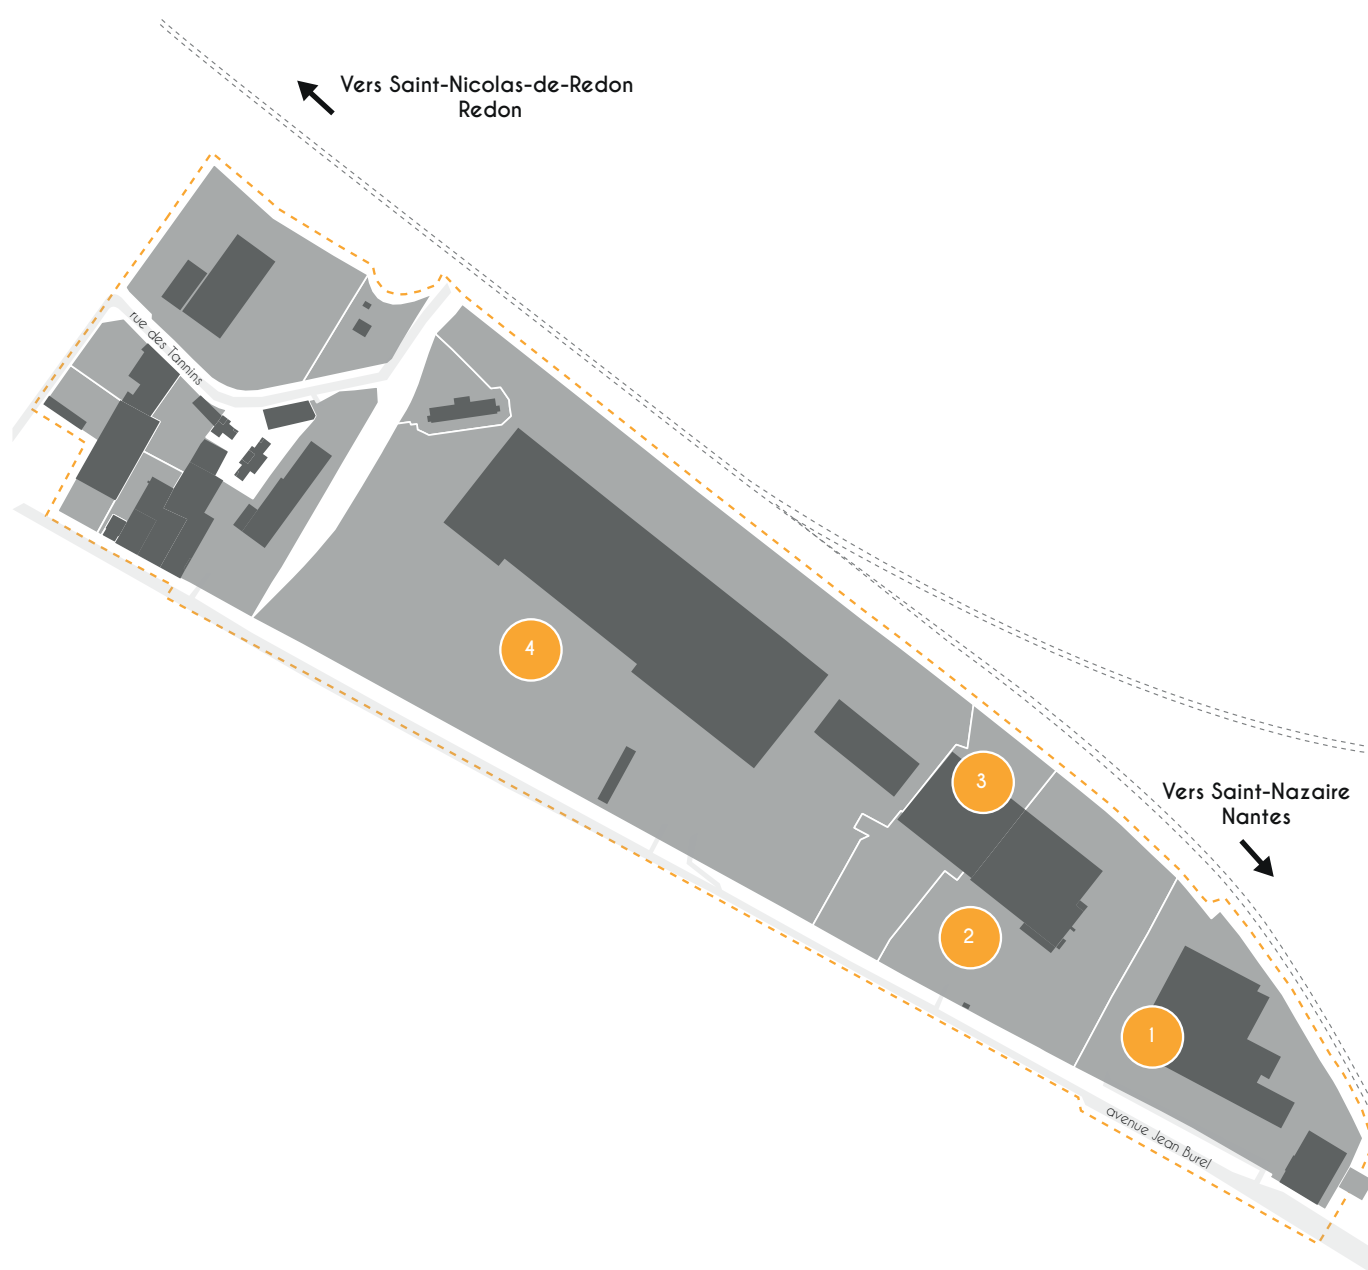 Vers Saint-Nicolas-de-Redon
Redon
rue des Tannins
4
3
Vers Saint-Nazaire
Nantes
2
1
avenue Jean Burel